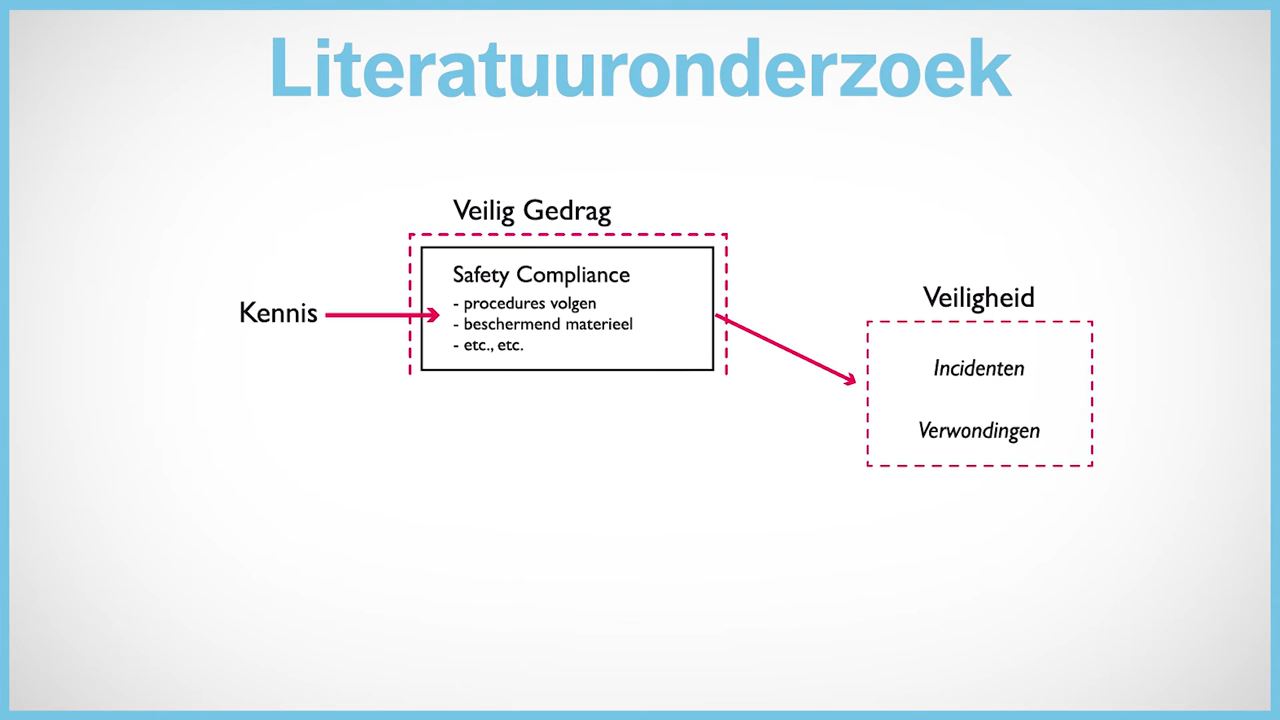 Literatuuronderzoek
Veilig Gedrag
Safety Compliance
- procedures volgen
- beschermend materieel
- etc., etc.
Kennis
Veiligheid
Incidenten
Verwondingen